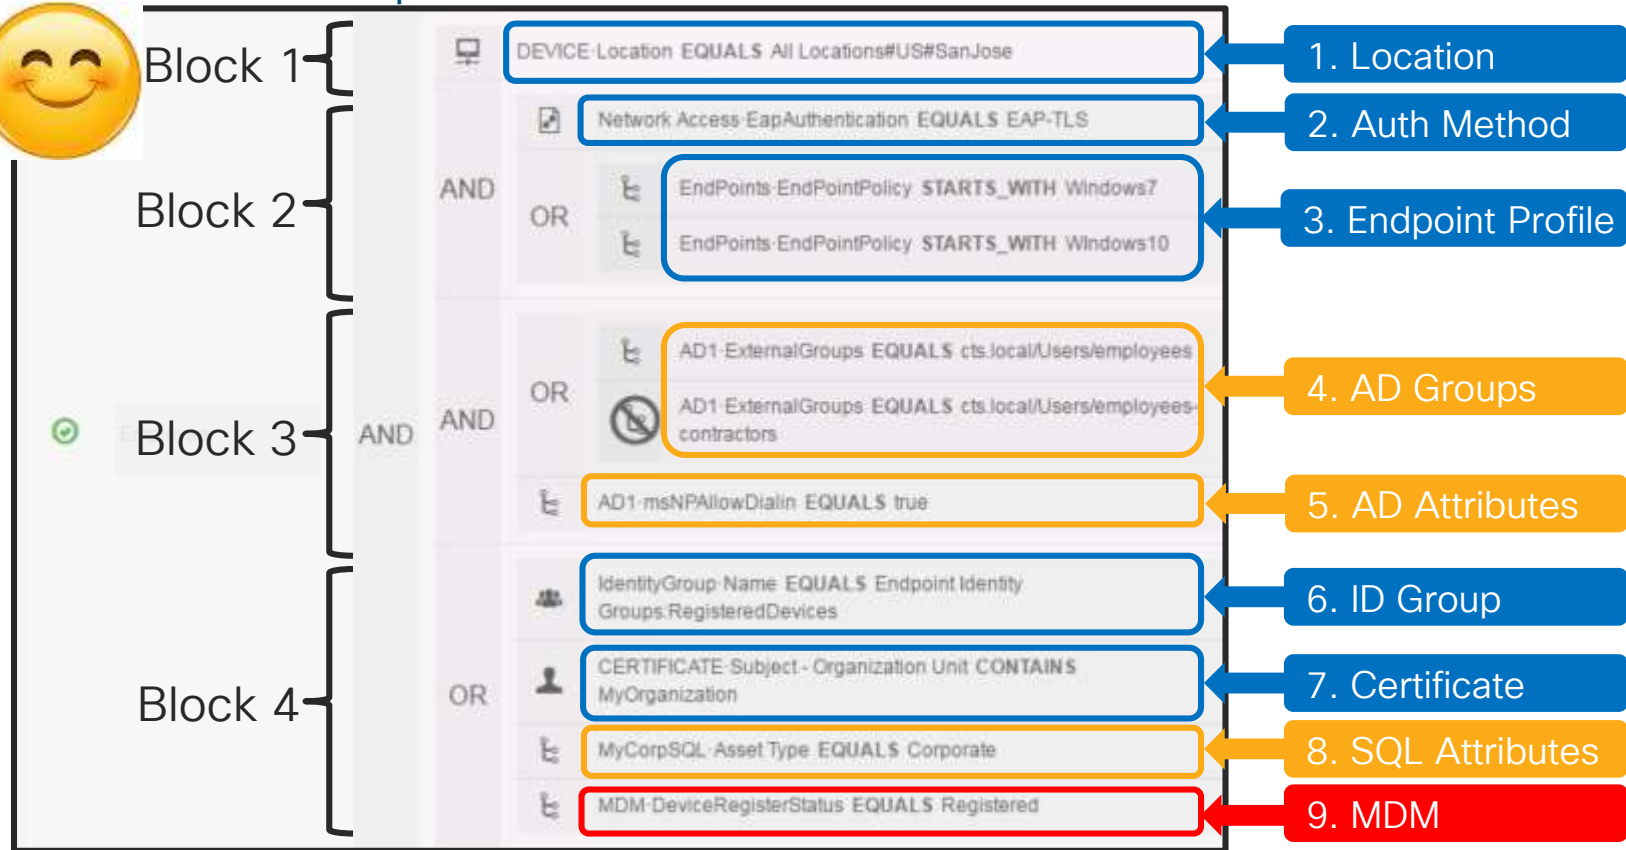 Block 1
DEVICE·Location EQUALS All Locations#US#SanJose
1. Location
Block 2
AND
Network Access·EapAuthentication EQUALS EAP-TLS
2. Auth Method
OR
EndPoints·EndPointPolicy STARTS_WITH Windows7
EndPoints·EndPointPolicy STARTS_WITH Windows10
3. Endpoint Profile
Block 3
AND
AND
OR
AD1·ExternalGroups EQUALS cts.local/Users/employees
AD1·ExternalGroups EQUALS cts.local/Users/employees-
contractors
4. AD Groups
AD1·msNPAllowDialin EQUALS true
5. AD Attributes
Block 4
OR
IdentityGroup·Name EQUALS Endpoint Identity
Groups:RegisteredDevices
6. ID Group
CERTIFICATE·Subject - Organization Unit CONTAINS
MyOrganization
7. Certificate
MyCorpSQL·Asset Type EQUALS Corporate
8. SQL Attributes
MDM·DeviceRegisterStatus EQUALS Registered
9. MDM